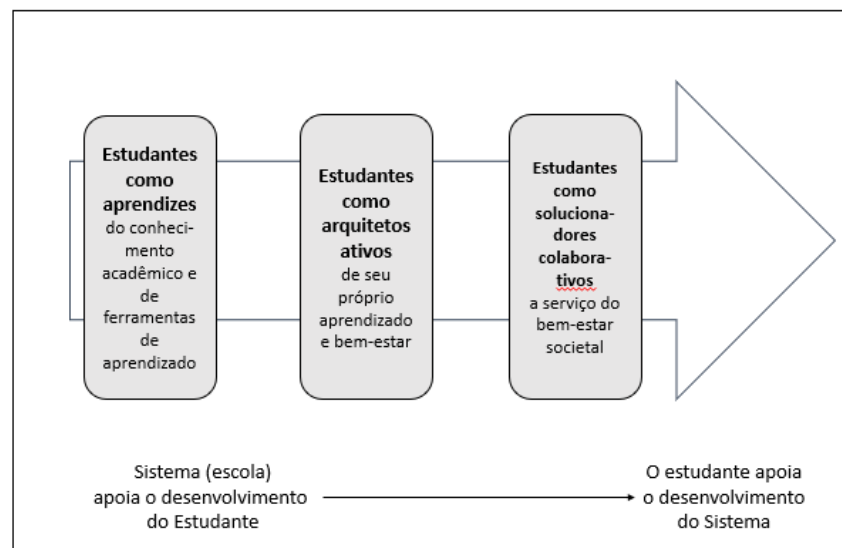 Estudantes
como
aprendizes
do conheci-
mento
acadêmico e
de
ferramentas
de
aprendizado
Estudantes
como
arquitetos
ativos
de seu
próprio
aprendizado
e bem-estar
Estudantes
como
soluciona-
dores
colabora-
tivos
a serviço do
bem-estar
societal
Sistema (escola)
apoia o desenvolvimento
do Estudante
O estudante apoia
o desenvolvimento
do Sistema